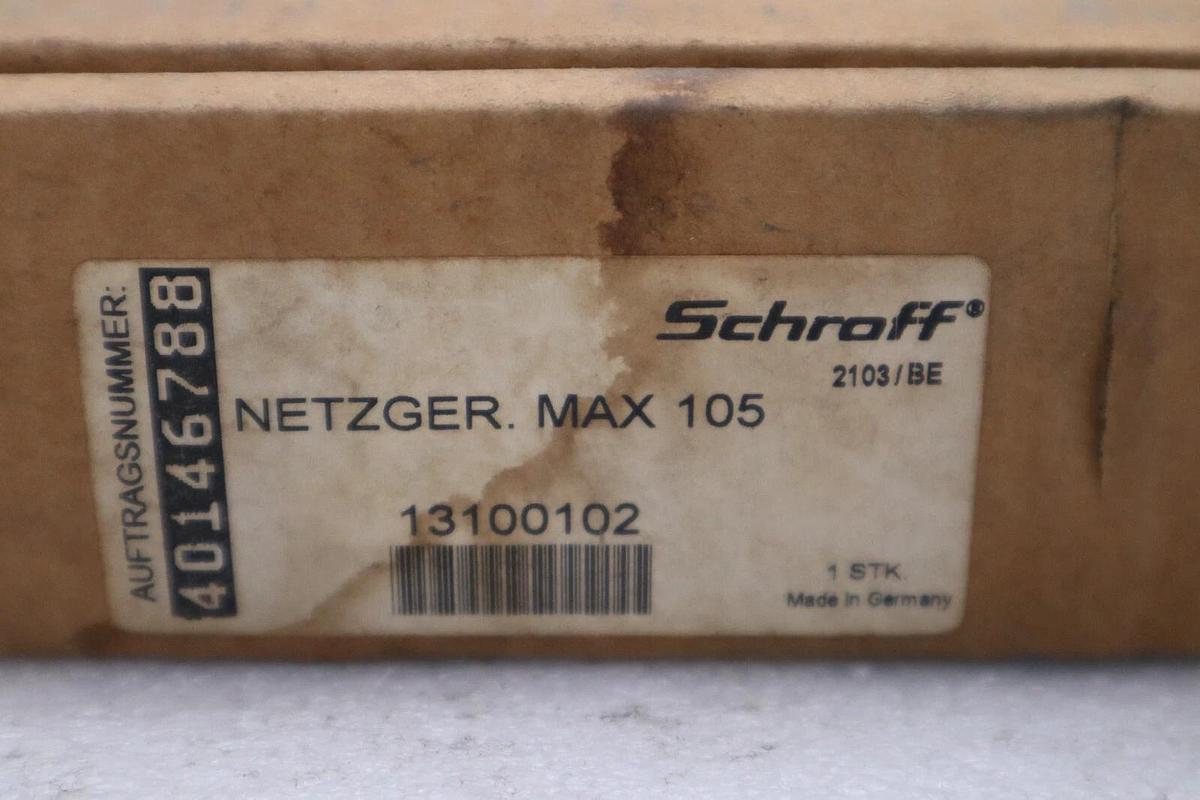 AUFTRAGSNUMMER:
40146788
Schroff®
2103/BE
NETZGER. MAX 105
13100102
1 STK.
Made in Germany